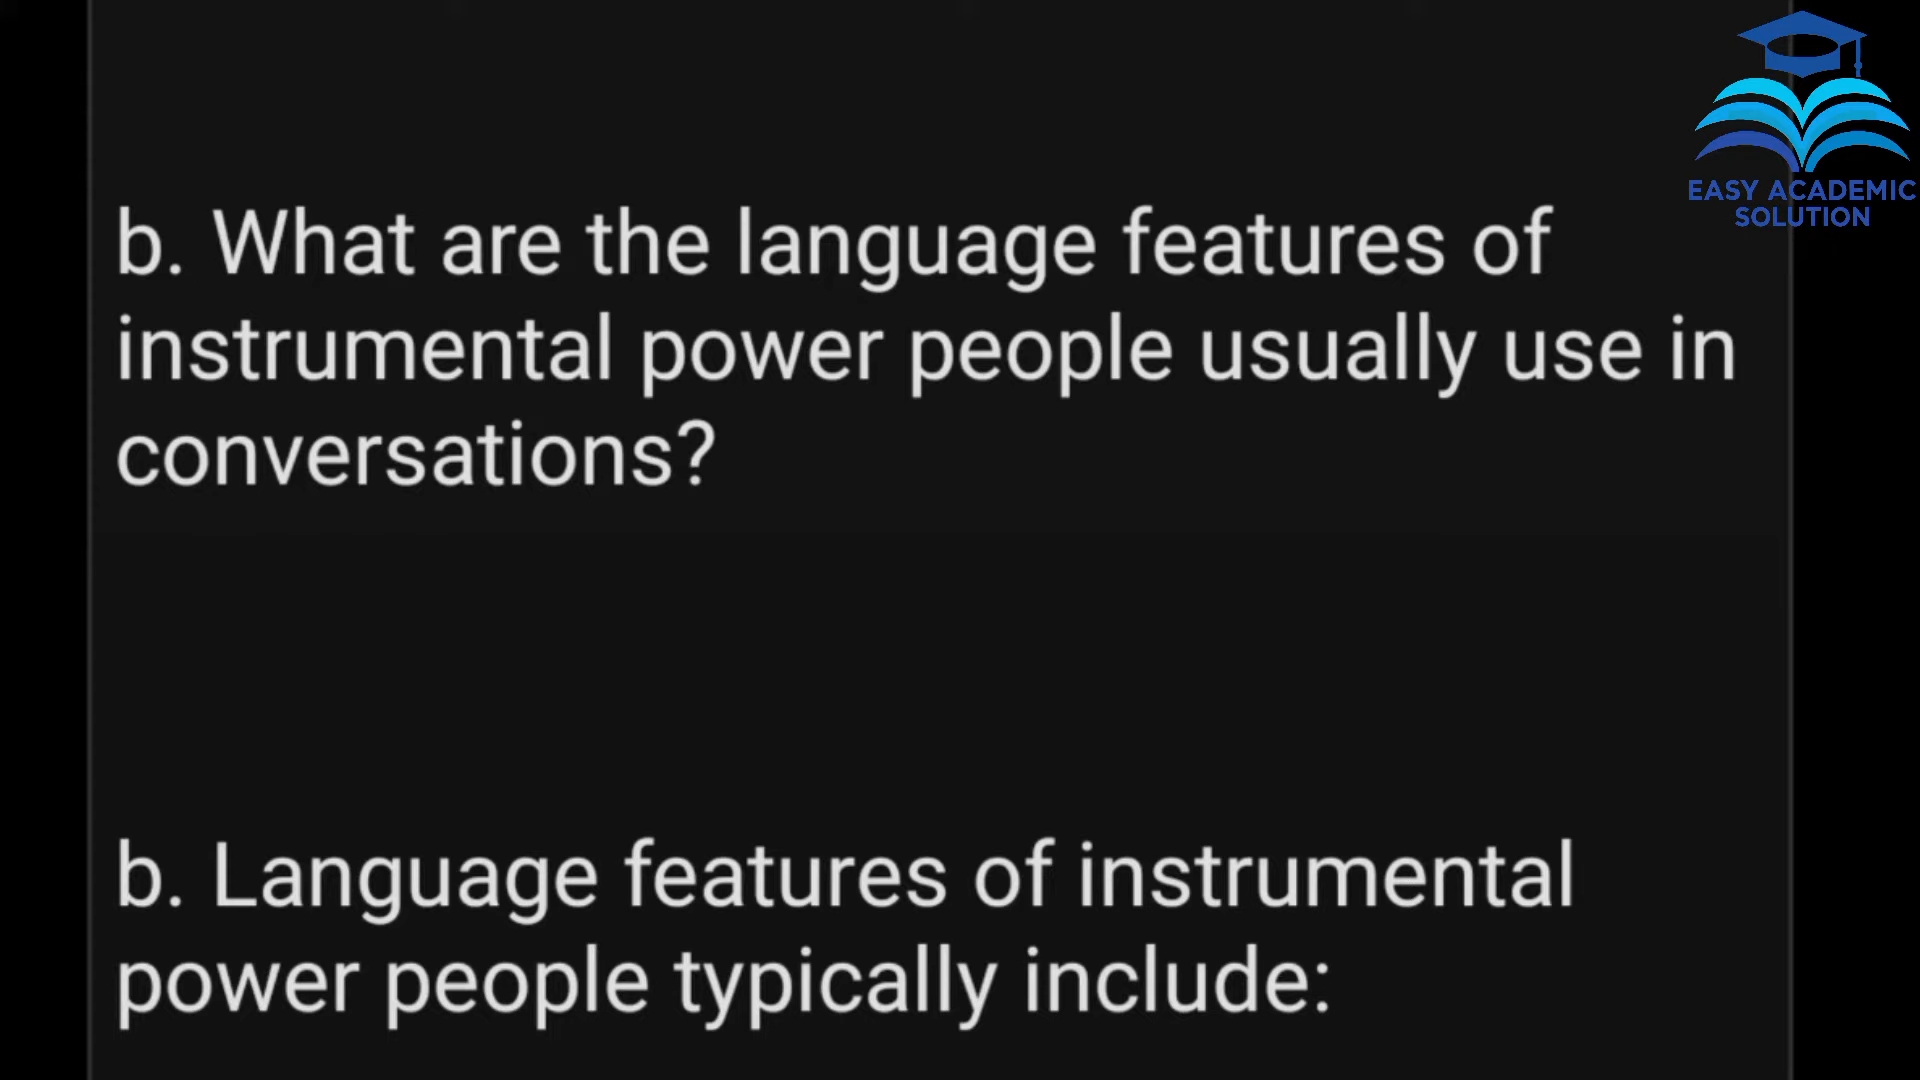 EASY ACADEMIC
SOLUTION
b. What are the language features of
instrumental power people usually use in
conversations?
b. Language features of instrumental
power people typically include: